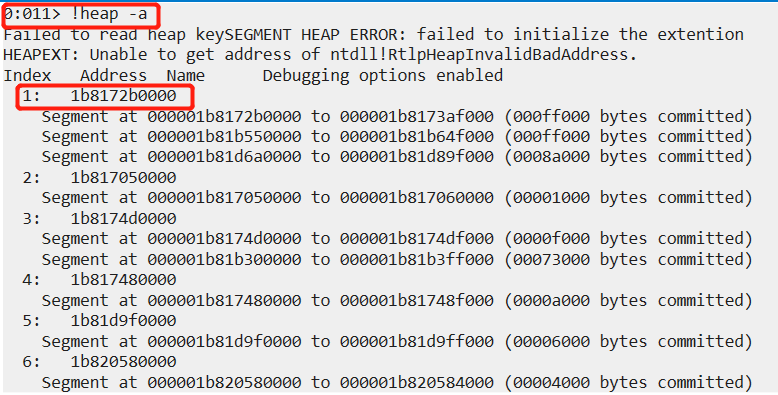 0:011> !heap -a
Failed to read heap keySEGMENT HEAP ERROR: failed to initialize the extention
HEAPEXT: Unable to get address of ntdll!RtlpHeapInvalidBadAddress.
Index   Address  Name      Debugging options enabled
  1:   1b8172b0000
    Segment at 000001b8172b0000 to 000001b8173af000 (000ff000 bytes committed)
    Segment at 000001b81b550000 to 000001b81b64f000 (000ff000 bytes committed)
    Segment at 000001b81d6a0000 to 000001b81d89f000 (0008a000 bytes committed)
  2:   1b817050000
    Segment at 000001b817050000 to 000001b817060000 (00001000 bytes committed)
  3:   1b8174d0000
    Segment at 000001b8174d0000 to 000001b8174df000 (0000f000 bytes committed)
    Segment at 000001b81b300000 to 000001b81b3ff000 (00073000 bytes committed)
  4:   1b817480000
    Segment at 000001b817480000 to 000001b81748f000 (0000a000 bytes committed)
  5:   1b81d9f0000
    Segment at 000001b81d9f0000 to 000001b81d9ff000 (00006000 bytes committed)
  6:   1b820580000
    Segment at 000001b820580000 to 000001b820584000 (00004000 bytes committed)